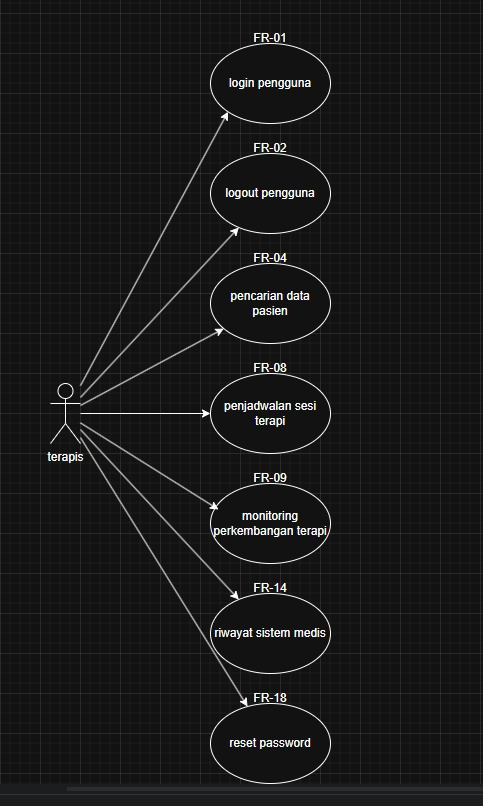 FR-01
login pengguna
FR-02
logout pengguna
FR-04
pencarian data
pasien
FR-08
penjadwalan sesi
terapi
terapis
FR-09
monitoring
perkembangan terapi
FR-14
riwayat sistem medis
FR-18
reset password